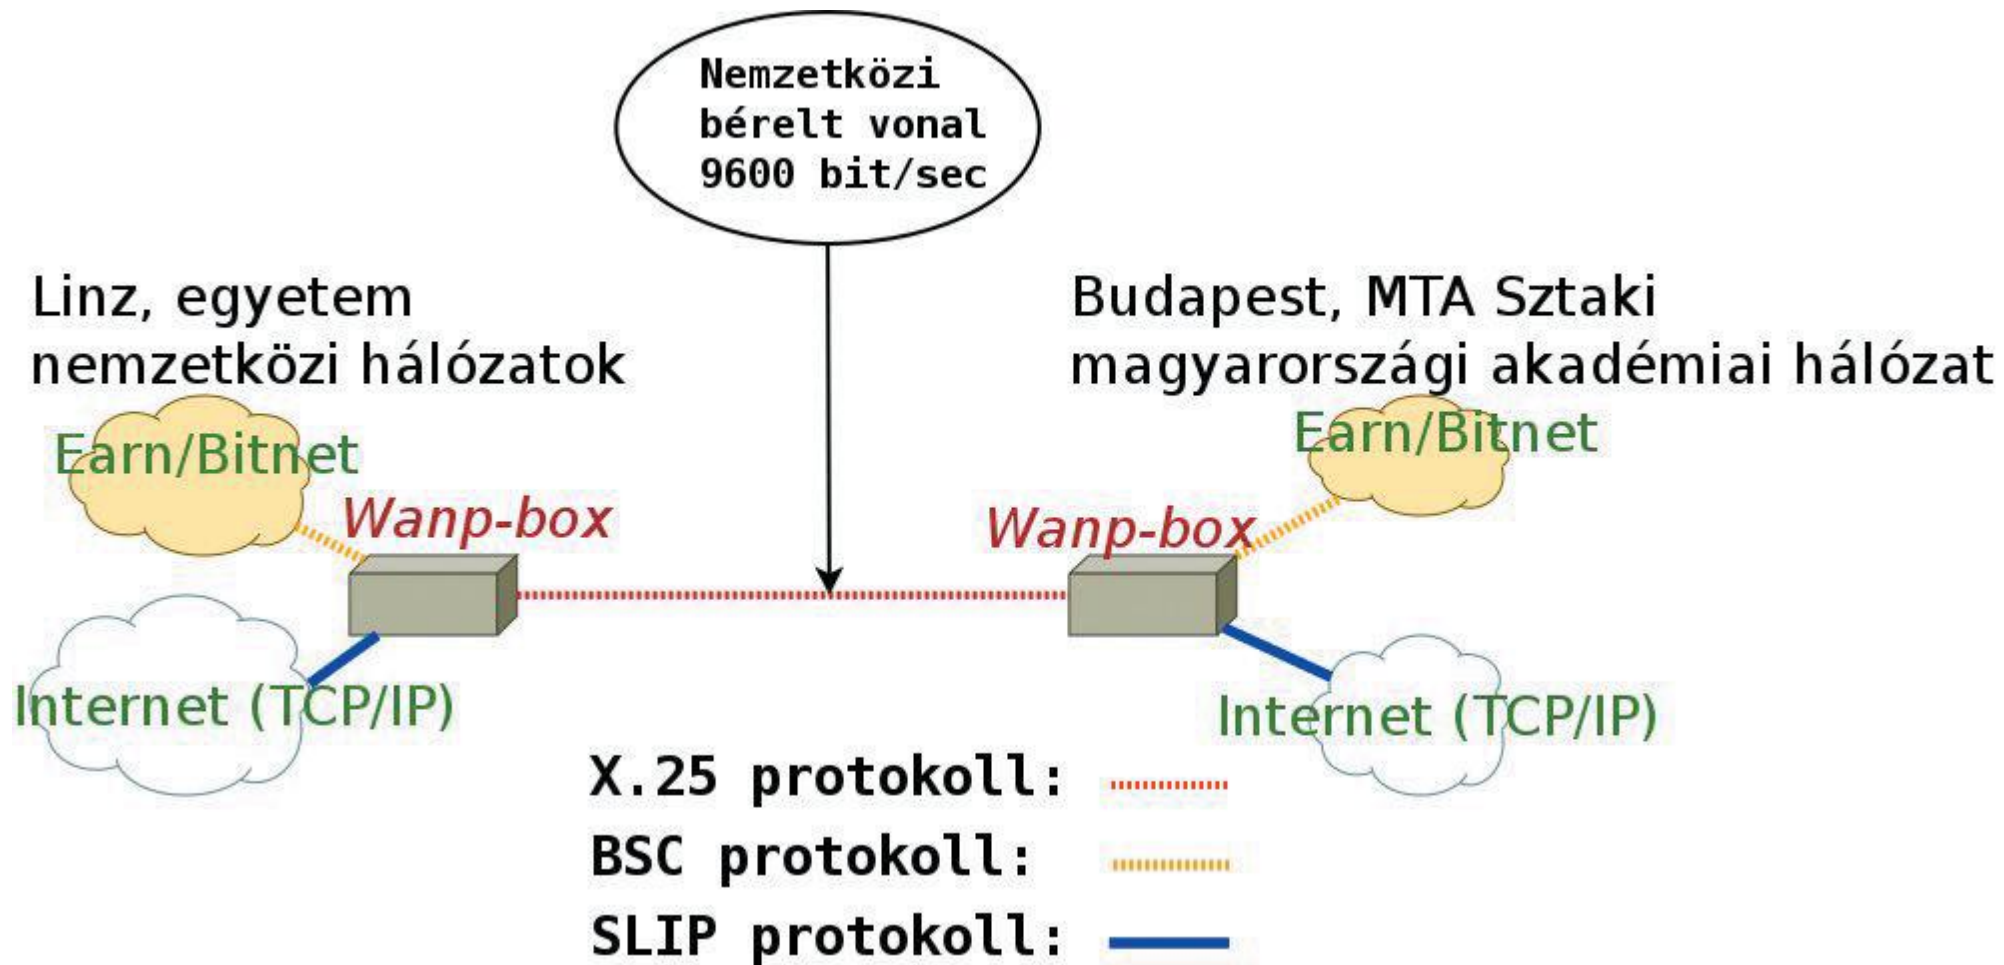 Nemzetközi
bérelt vonal
9600 bit/sec
Linz, egyetem
nemzetközi hálózatok
Budapest, MTA Sztaki
magyarországi akadémiai hálózat
Earn/Bitnet
Earn/Bitnet
Wanp-box
Wanp-box
Internet (TCP/IP)
Internet (TCP/IP)
X.25 protokoll:
BSC protokoll:
SLIP protokoll: